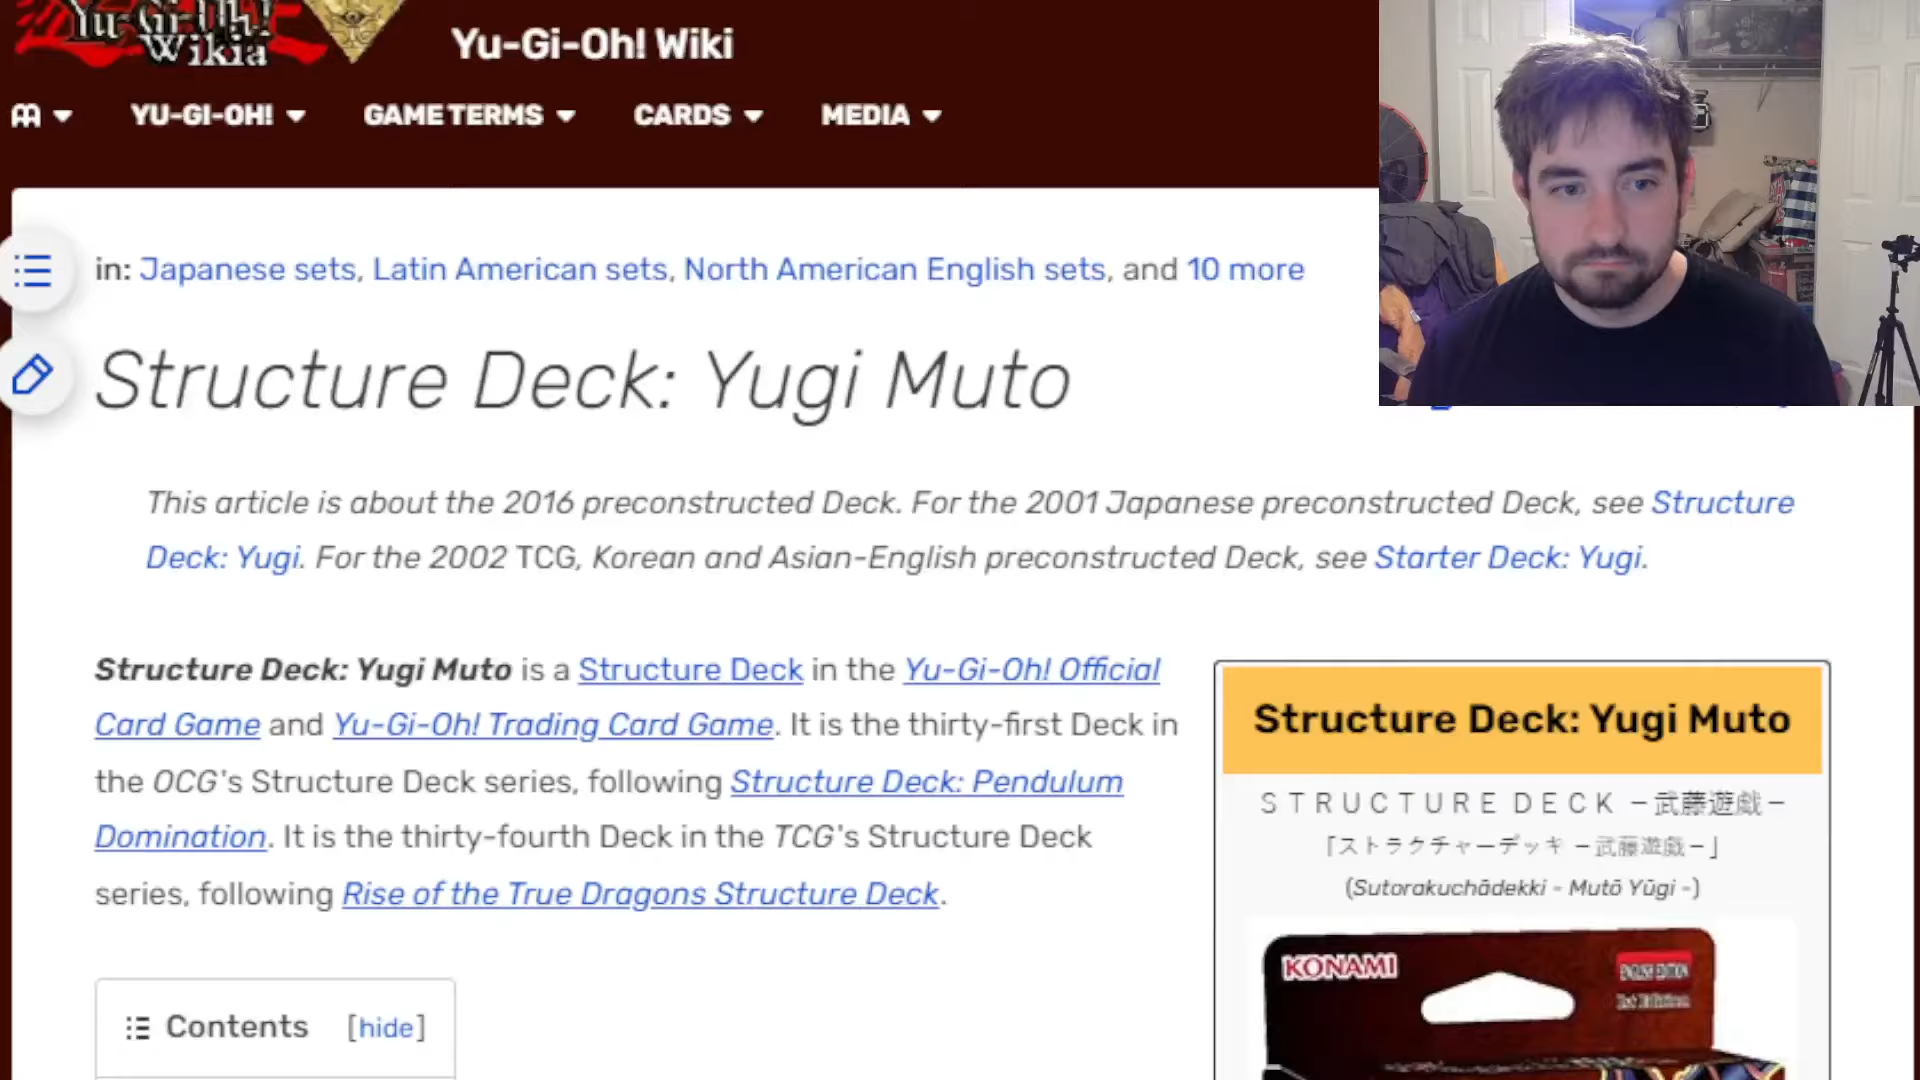 Yu-Gi-Oh!
Wikia
Yu-Gi-Oh! Wiki
YU-GI-OH!
GAME TERMS
CARDS
MEDIA
in: Japanese sets, Latin American sets, North American English sets, and 10 more
Structure Deck: Yugi Muto
This article is about the 2016 preconstructed Deck. For the 2001 Japanese preconstructed Deck, see Structure
Deck: Yugi. For the 2002 TCG, Korean and Asian-English preconstructed Deck, see Starter Deck: Yugi.
Structure Deck: Yugi Muto is a Structure Deck in the Yu-Gi-Oh! Official
Card Game and Yu-Gi-Oh! Trading Card Game. It is the thirty-first Deck in
the OCG's Structure Deck series, following Structure Deck: Pendulum
Domination. It is the thirty-fourth Deck in the TCG's Structure Deck
series, following Rise of the True Dragons Structure Deck.
Contents [hide]
Structure Deck: Yugi Muto
ＳＴＲＵＣＴＵＲＥ ＤＥＣＫ －武藤遊戯－
「ストラクチャーデッキ －武藤遊戯－」
(Sutorakuchādekki - Mutō Yūgi -)
KONAMI